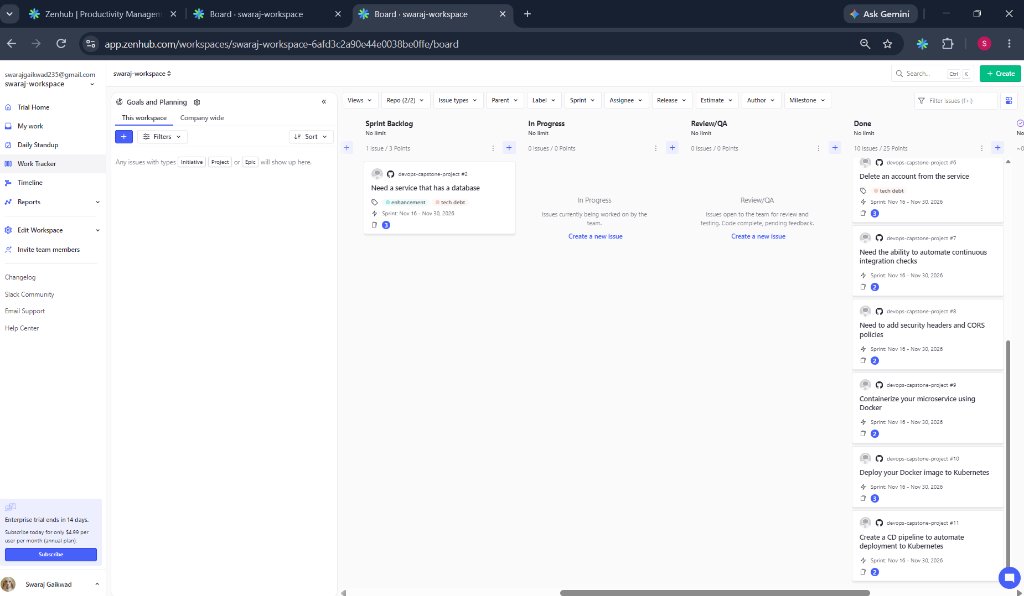 Zenhub | Productivity Managem
Board · swaraj-workspace
Board · swaraj-workspace
Ask Gemini
app.zenhub.com/workspaces/swaraj-workspace-6afd3c2a90e44e0038be0ffe/board
S
swarajgaikwad235@gmail.com
swaraj-workspace
Trial Home
My work
Daily Standup
Work Tracker
Timeline
Reports
Edit Workspace
Invite team members
Changelog
Slack Community
Email Support
Help Center
Enterprise trial ends in 14 days.
Subscribe today for only $4.99 per
user per month (annual plan).
Subscribe
Swaraj Gaikwad
swaraj-workspace
Search..
Ctrl K
+ Create
Goals and Planning
This workspace
Company wide
Filters
Sort
Any issues with types Initiative Project or Epic will show up here.
Views
Repo (2/2)
Issue types
Parent
Label
Sprint
Assignee
Release
Estimate
Author
Milestone
Filter issues (f+i)
Sprint Backlog
No limit
1 issue / 3 Points
devops-capstone-project #2
Need a service that has a database
enhancement
tech debt
Sprint: Nov 16 - Nov 30, 2026
3
In Progress
No limit
0 issues / 0 Points
In Progress
Issues currently being worked on by the
team.
Create a new issue
Review/QA
No limit
0 issues / 0 Points
Review/QA
Issues open to the team for review and
testing. Code complete, pending feedback.
Create a new issue
Done
No limit
10 issues / 25 Points
devops-capstone-project #6
Delete an account from the service
tech debt
Sprint: Nov 16 - Nov 30, 2026
3
devops-capstone-project #7
Need the ability to automate continuous
integration checks
Sprint: Nov 16 - Nov 30, 2026
2
devops-capstone-project #8
Need to add security headers and CORS
policies
Sprint: Nov 16 - Nov 30, 2026
2
devops-capstone-project #9
Containerize your microservice using
Docker
Sprint: Nov 16 - Nov 30, 2026
2
devops-capstone-project #10
Deploy your Docker image to Kubernetes
Sprint: Nov 16 - Nov 30, 2026
3
devops-capstone-project #11
Create a CD pipeline to automate
deployment to Kubernetes
Sprint: Nov 16 - Nov 30, 2026
2